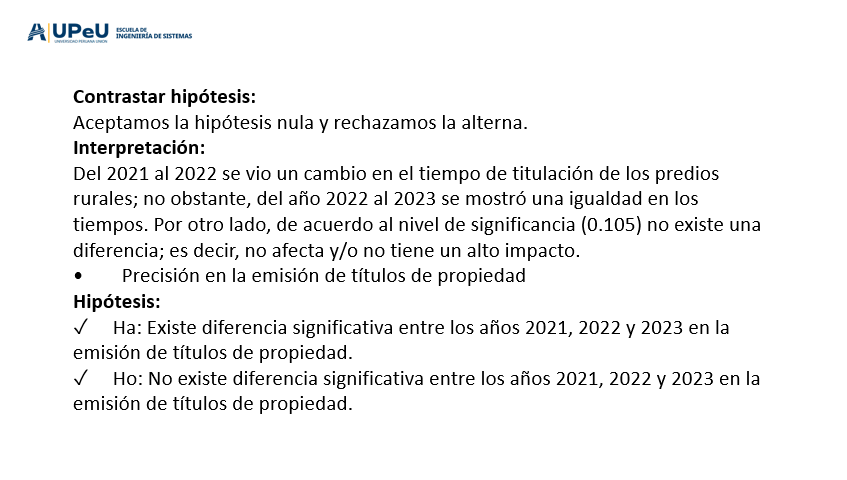 UPeU
UNIVERSIDAD PERUANA UNIÓN
ESCUELA DE
INGENIERÍA DE SISTEMAS
Contrastar hipótesis:
Aceptamos la hipótesis nula y rechazamos la alterna.
Interpretación:
Del 2021 al 2022 se vio un cambio en el tiempo de titulación de los predios
rurales; no obstante, del año 2022 al 2023 se mostró una igualdad en los
tiempos. Por otro lado, de acuerdo al nivel de significancia (0.105) no existe una
diferencia; es decir, no afecta y/o no tiene un alto impacto.
• Precisión en la emisión de títulos de propiedad
Hipótesis:
✓ Ha: Existe diferencia significativa entre los años 2021, 2022 y 2023 en la
emisión de títulos de propiedad.
✓ Ho: No existe diferencia significativa entre los años 2021, 2022 y 2023 en la
emisión de títulos de propiedad.